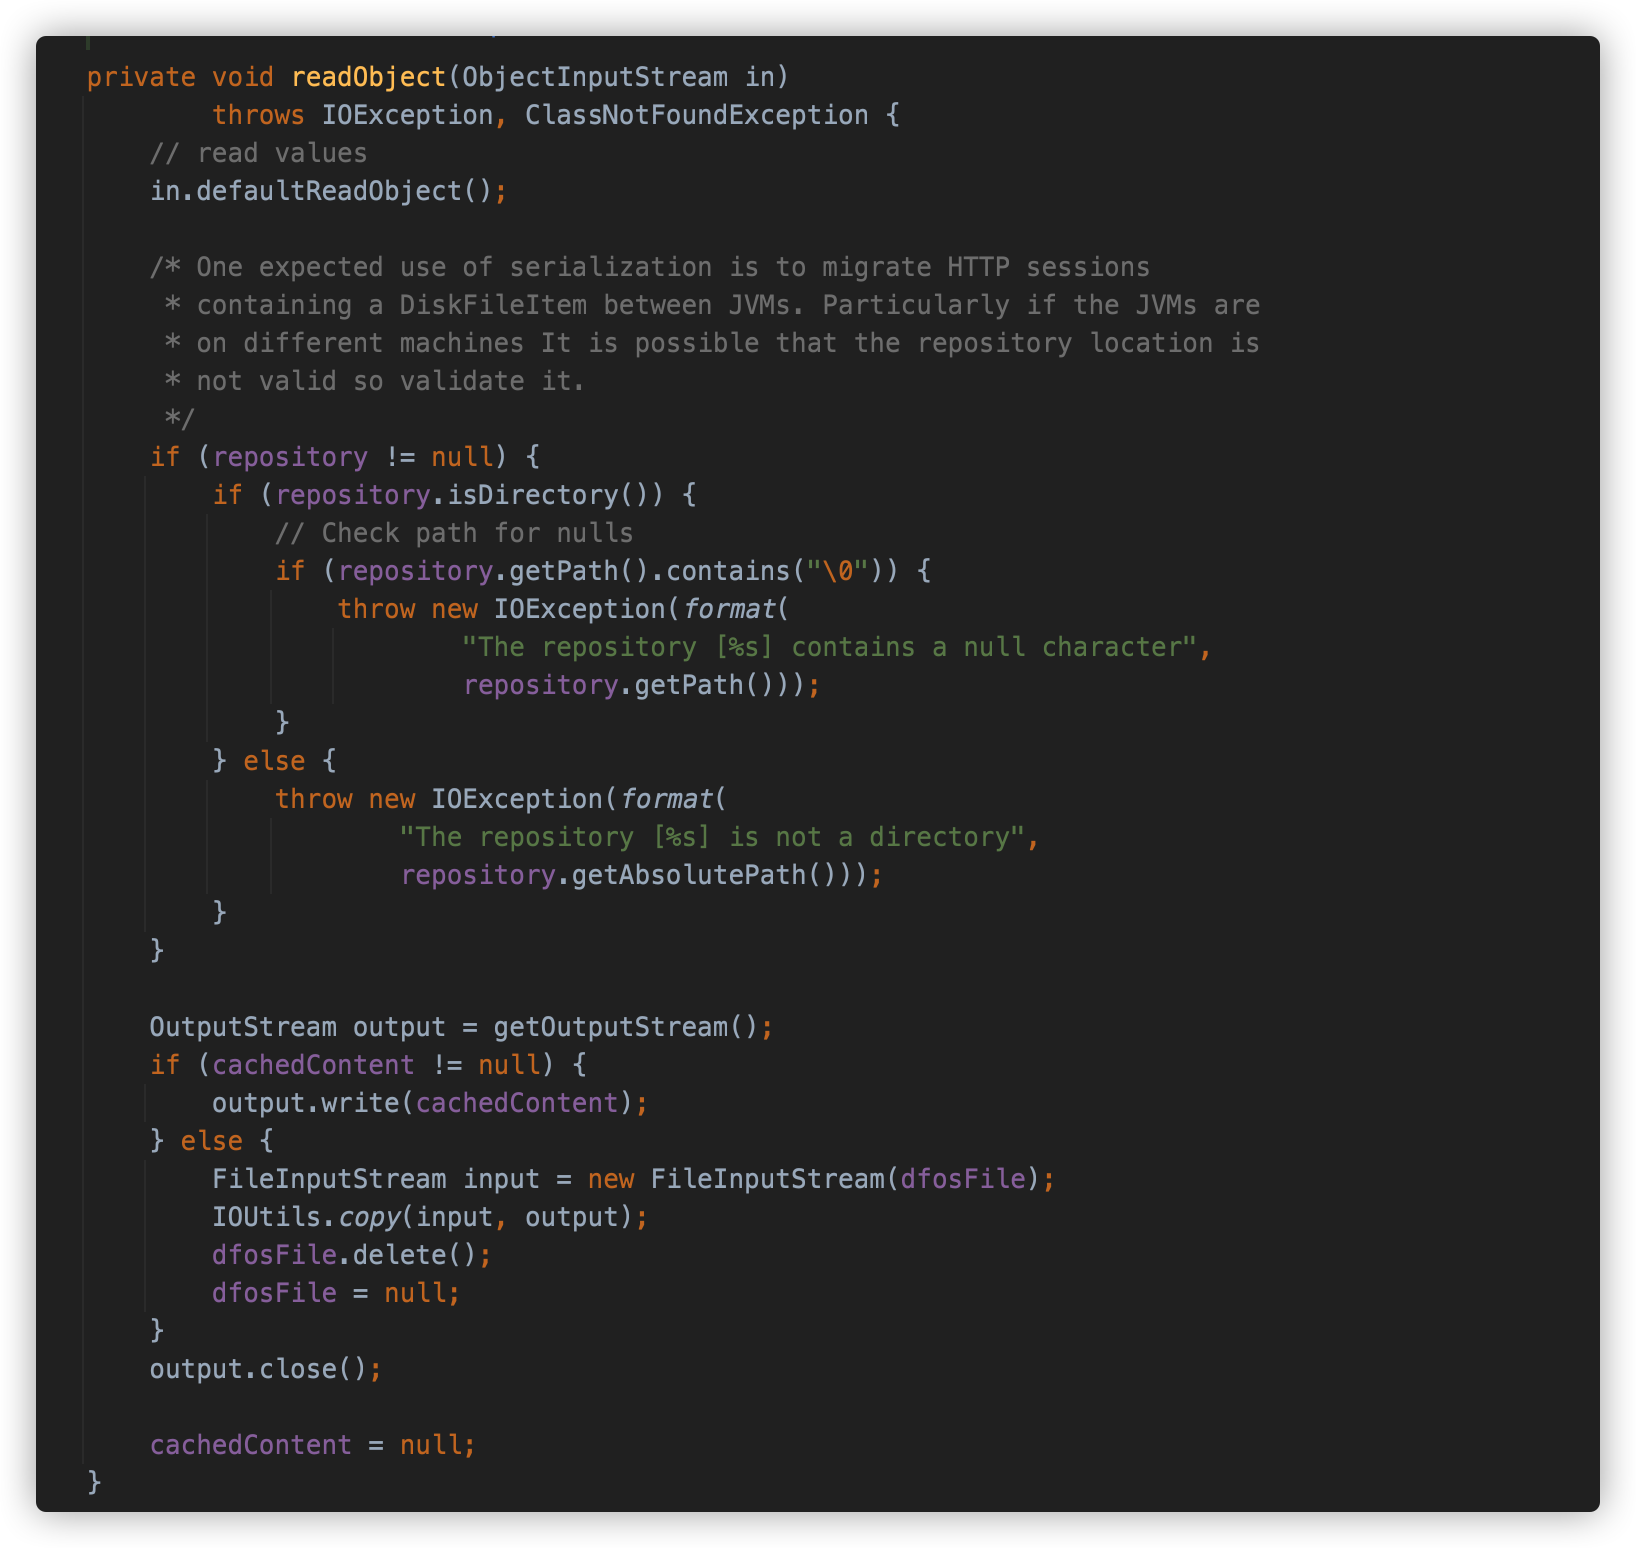 private void readObject(ObjectInputStream in)
        throws IOException, ClassNotFoundException {
    // read values
    in.defaultReadObject();

    /* One expected use of serialization is to migrate HTTP sessions
     * containing a DiskFileItem between JVMs. Particularly if the JVMs are
     * on different machines It is possible that the repository location is
     * not valid so validate it.
     */
    if (repository != null) {
        if (repository.isDirectory()) {
            // Check path for nulls
            if (repository.getPath().contains("\0")) {
                throw new IOException(format(
                        "The repository [%s] contains a null character",
                        repository.getPath()));
            }
        } else {
            throw new IOException(format(
                    "The repository [%s] is not a directory",
                    repository.getAbsolutePath()));
        }
    }

    OutputStream output = getOutputStream();
    if (cachedContent != null) {
        output.write(cachedContent);
    } else {
        FileInputStream input = new FileInputStream(dfosFile);
        IOUtils.copy(input, output);
        dfosFile.delete();
        dfosFile = null;
    }
    output.close();

    cachedContent = null;
}